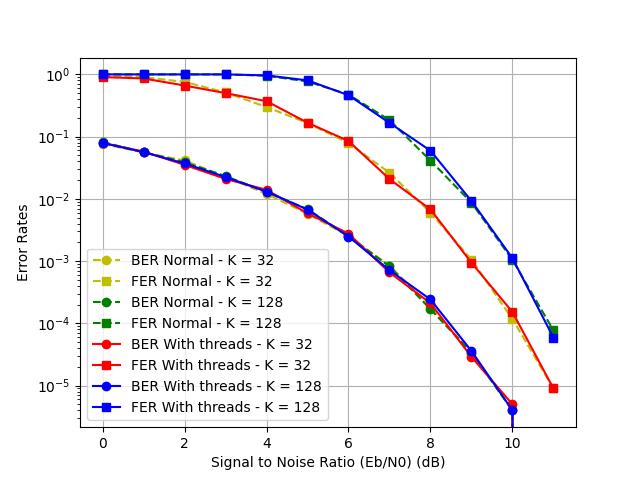 10⁰
10⁻¹
10⁻²
10⁻³
10⁻⁴
10⁻⁵
Error Rates
BER Normal - K = 32
FER Normal - K = 32
BER Normal - K = 128
FER Normal - K = 128
BER With threads - K = 32
FER With threads - K = 32
BER With threads - K = 128
FER With threads - K = 128
0 2 4 6 8 10
Signal to Noise Ratio (Eb/N0) (dB)